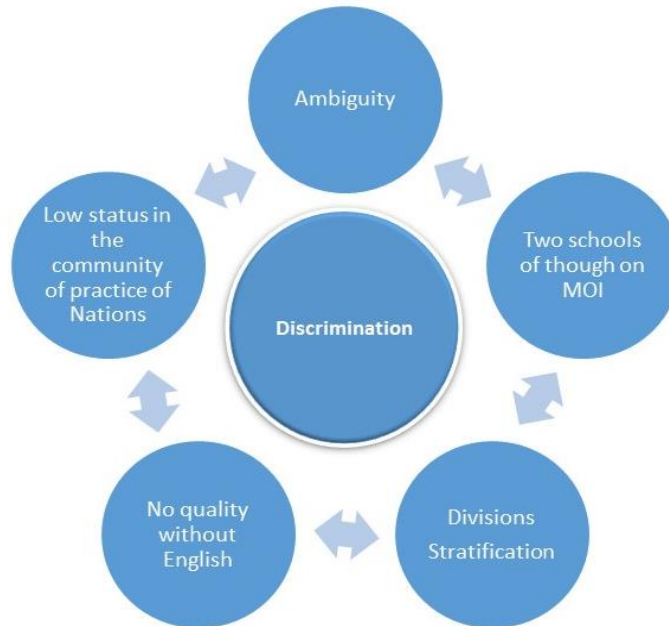 Ambiguity
Low status in
the
community
of practice of
Nations
Two schools
of though on
MOI
Discrimination
No quality
without
English
Divisions
Stratification